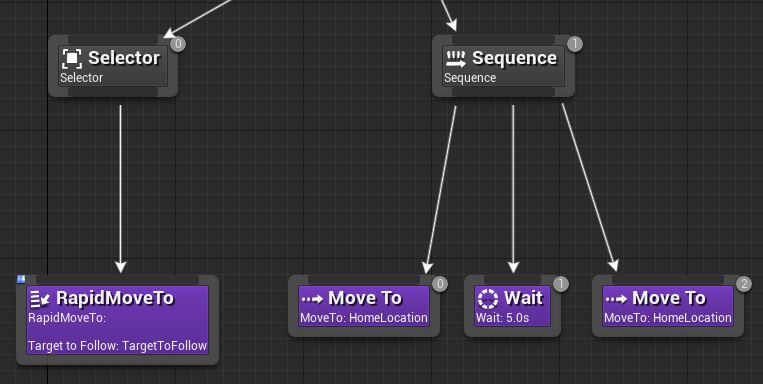 0
Selector
Selector
1
Sequence
Sequence
RapidMoveTo
RapidMoveTo:
Target to Follow: TargetToFollow
0
Move To
MoveTo: HomeLocation
1
Wait
Wait: 5.0s
2
Move To
MoveTo: HomeLocation